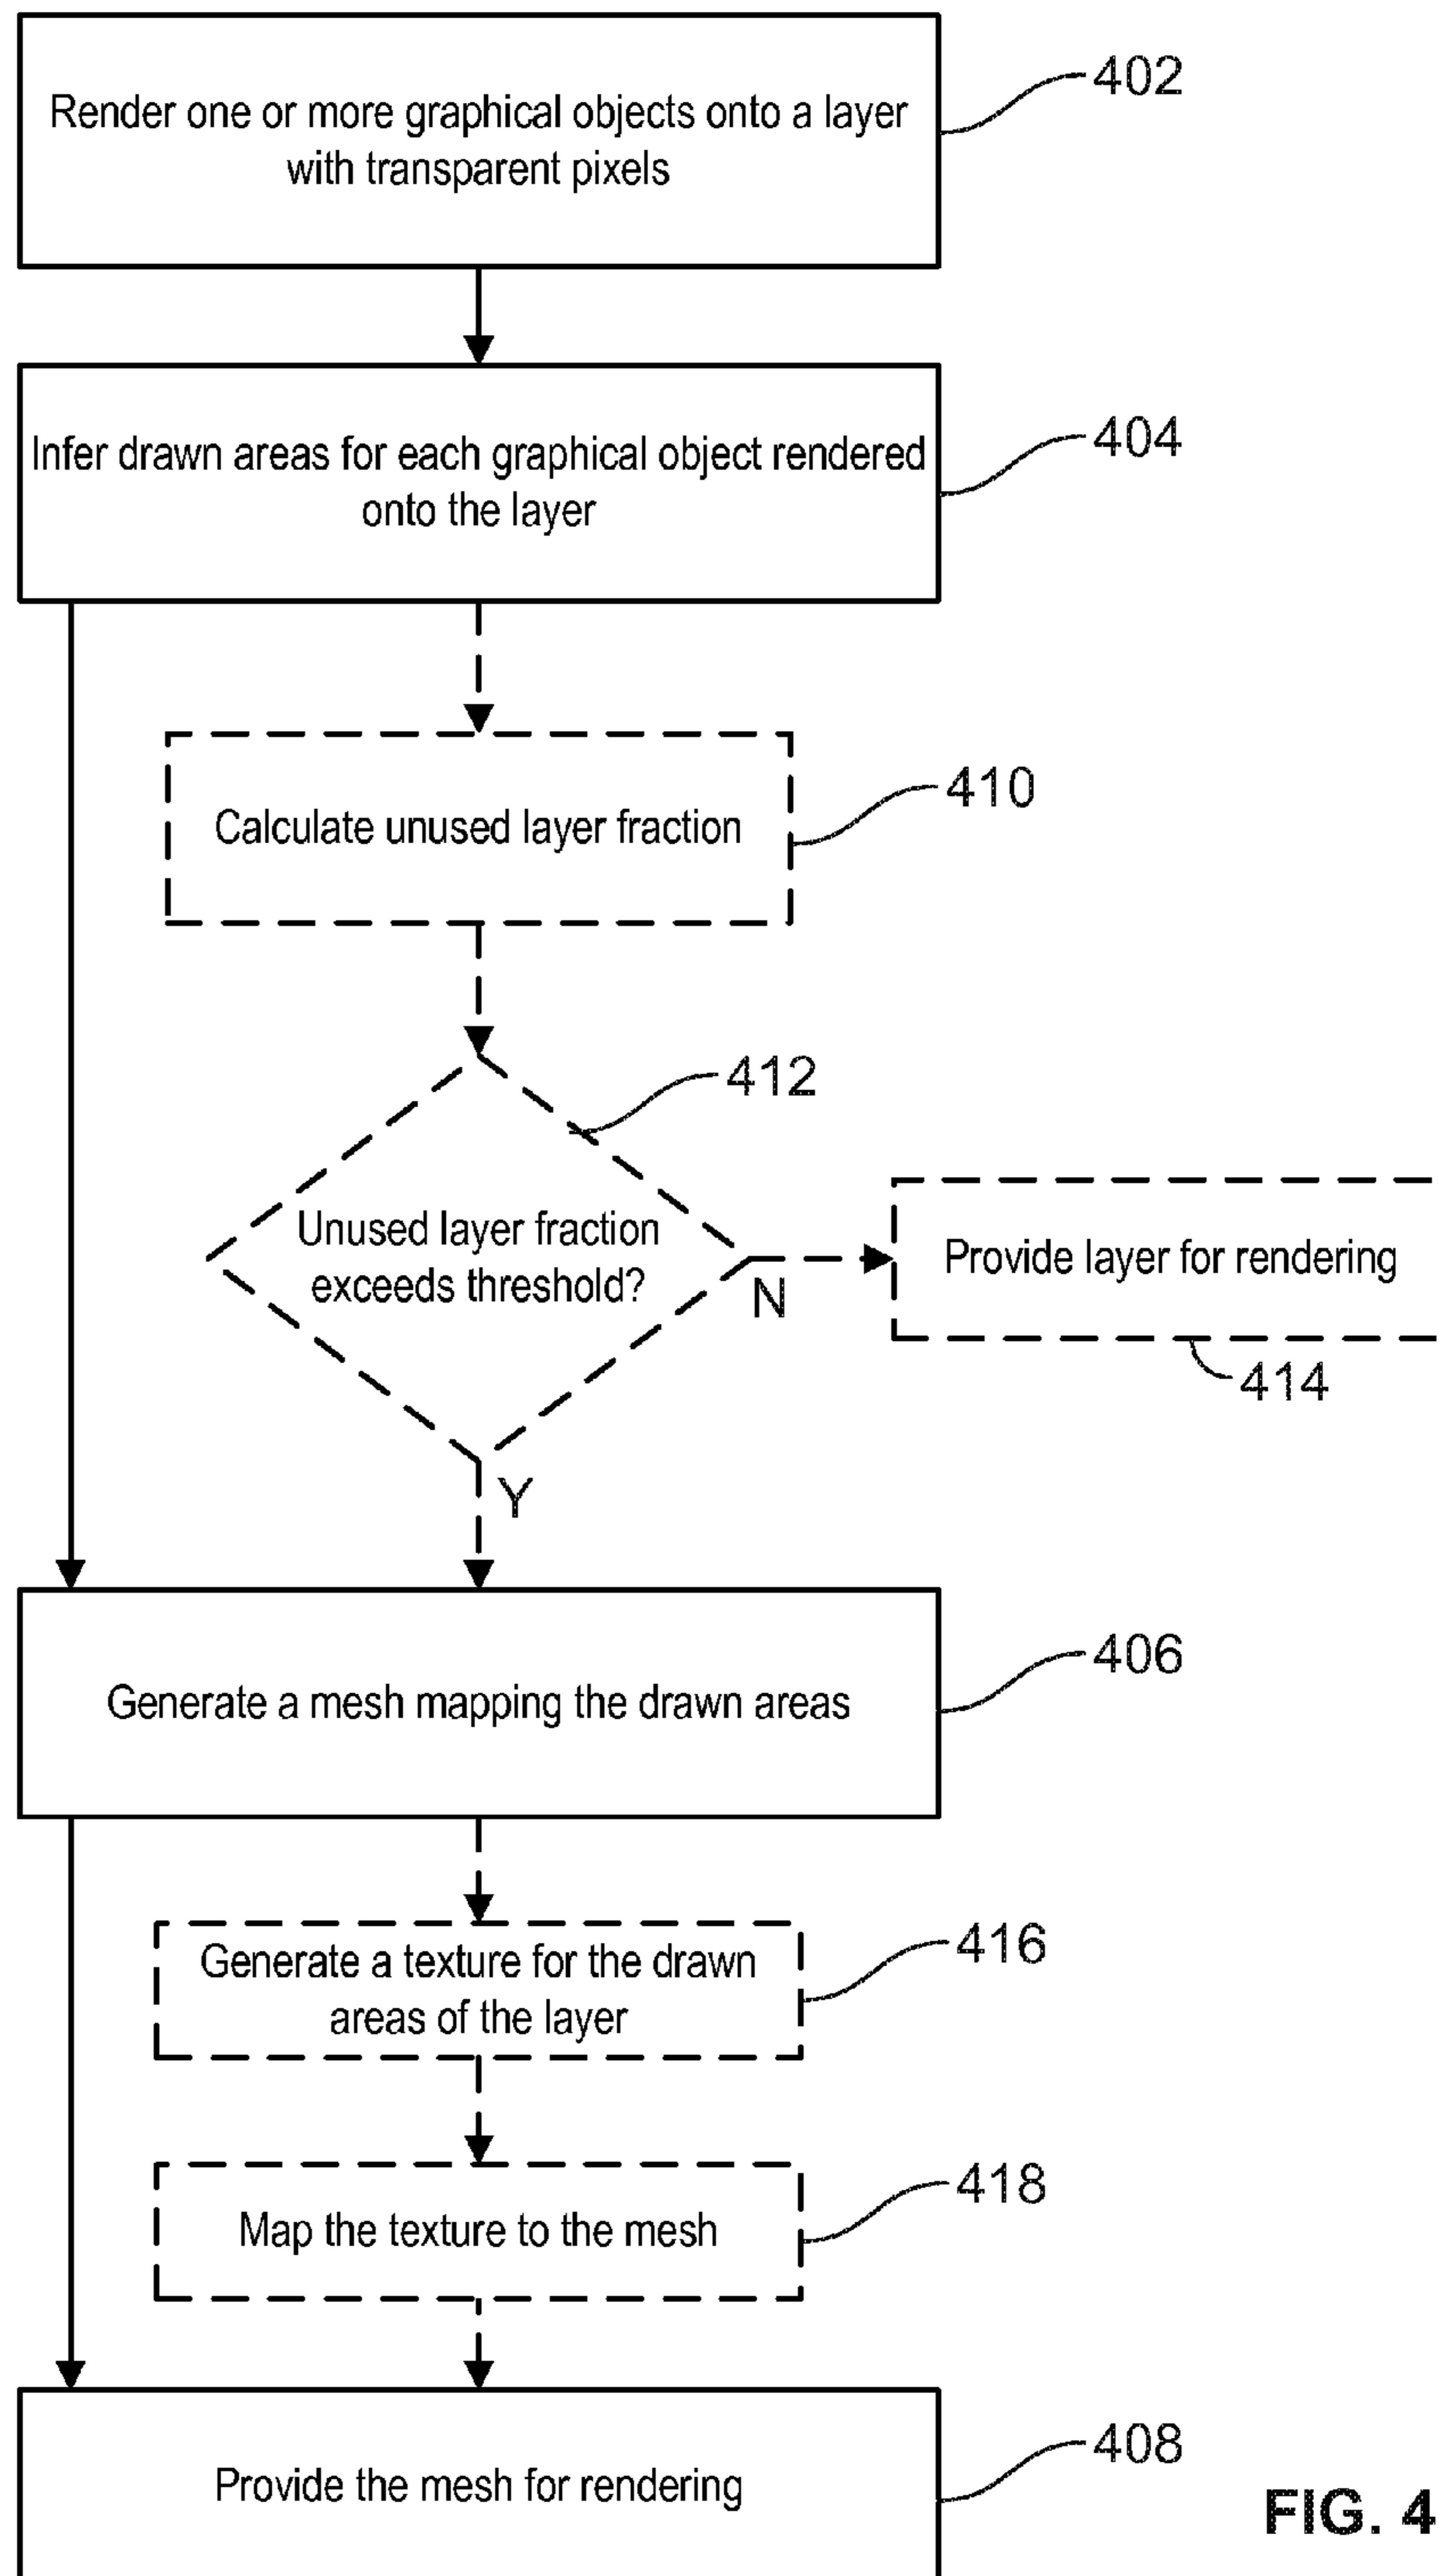 Render one or more graphical objects onto a layer
with transparent pixels
402
Infer drawn areas for each graphical object rendered
onto the layer
404
Calculate unused layer fraction
410
412
Unused layer fraction
exceeds threshold?
N
Provide layer for rendering
414
Y
Generate a mesh mapping the drawn areas
406
Generate a texture for the drawn
areas of the layer
416
Map the texture to the mesh
418
Provide the mesh for rendering
408
FIG. 4